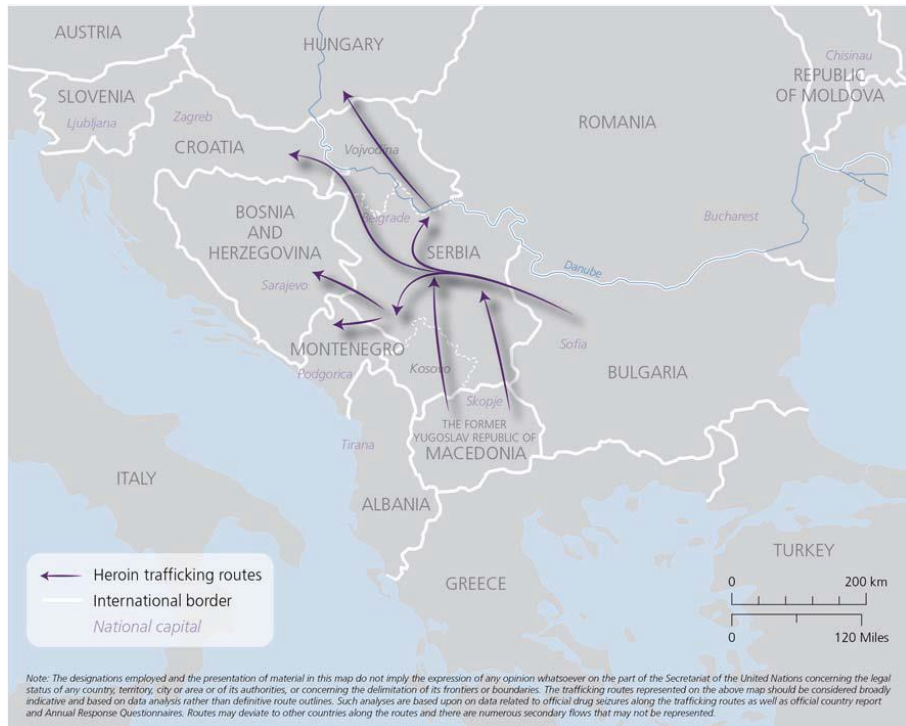 AUSTRIA
HUNGARY
Chisinau
REPUBLIC
OF MOLDOVA
SLOVENIA
Ljubljana
Zagreb
CROATIA
Vojvodina
ROMANIA
BOSNIA
AND
HERZEGOVINA
Belgrade
Bucharest
SERBIA
Danube
Sarajevo
Sofia
MONTENEGRO
Podgorica
Kosovo
BULGARIA
Skopje
THE FORMER
YUGOSLAV REPUBLIC OF
MACEDONIA
Tirana
ITALY
ALBANIA
GREECE
TURKEY
Heroin trafficking routes
International border
National capital
0 200 km
0 120 Miles
Note: The designations employed and the presentation of material in this map do not imply the expression of any opinion whatsoever on the part of the Secretariat of the United Nations concerning the legal
status of any country, territory, city or area or of its authorities, or concerning the delimitation of its frontiers or boundaries. The trafficking routes represented on the above map should be considered broadly
indicative and based on data analysis rather than definitive route outlines. Such analyses are based upon on data related to official drug seizures along the trafficking routes as well as official country report
and Annual Response Questionnaires. Routes may deviate to other countries along the routes and there are numerous secondary flows that may not be represented.